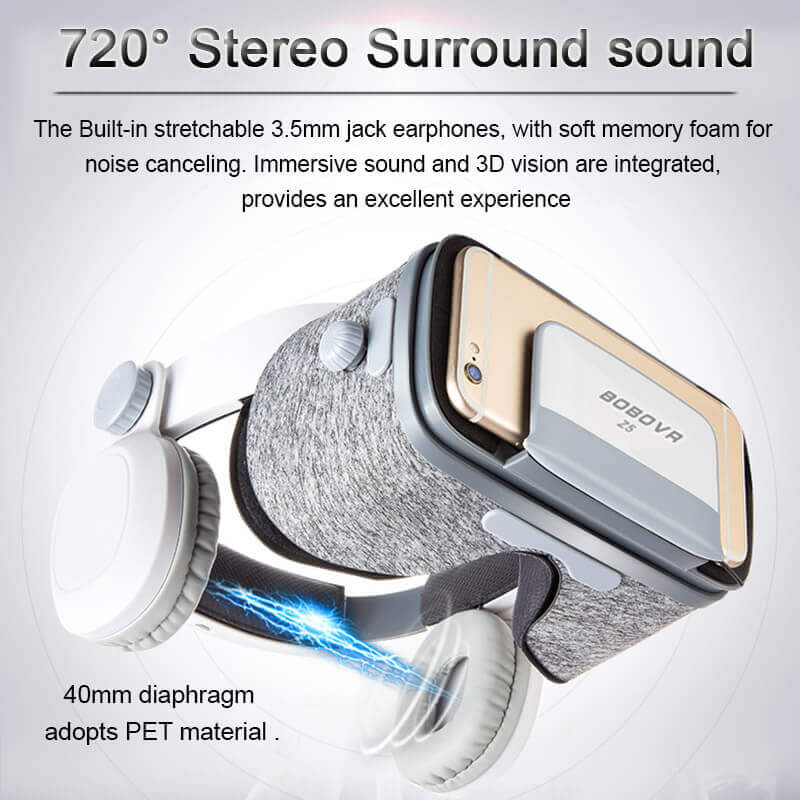 720° Stereo Surround sound
The Built-in stretchable 3.5mm jack earphones, with soft memory foam for
noise canceling. Immersive sound and 3D vision are integrated,
provides an excellent experience
BOBOVR
Z5
40mm diaphragm
adopts PET material .